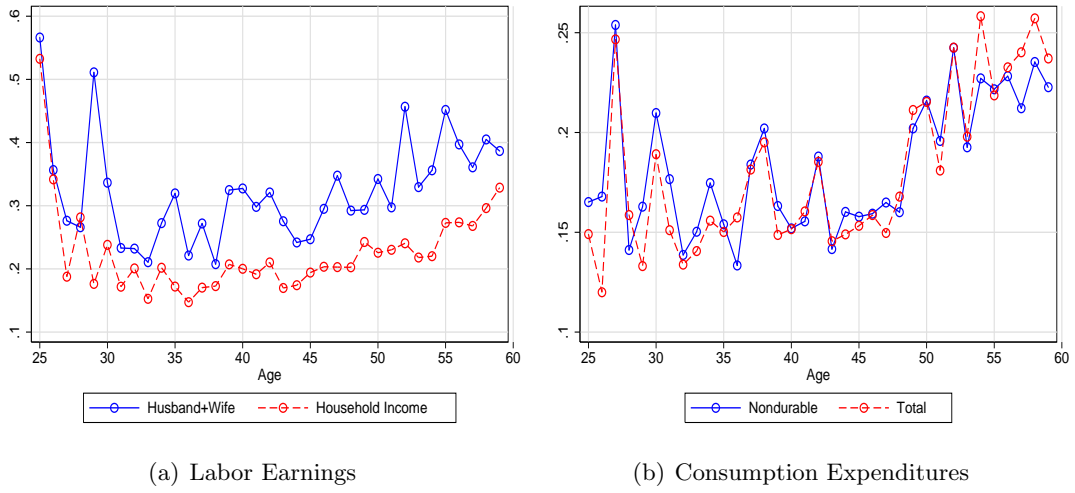 .6
.5
.4
.3
.2
.1
25 30 35 40 45 50 55 60
Age
Husband+Wife Household Income
(a) Labor Earnings
.25
.2
.15
.1
25 30 35 40 45 50 55 60
Age
Nondurable Total
(b) Consumption Expenditures